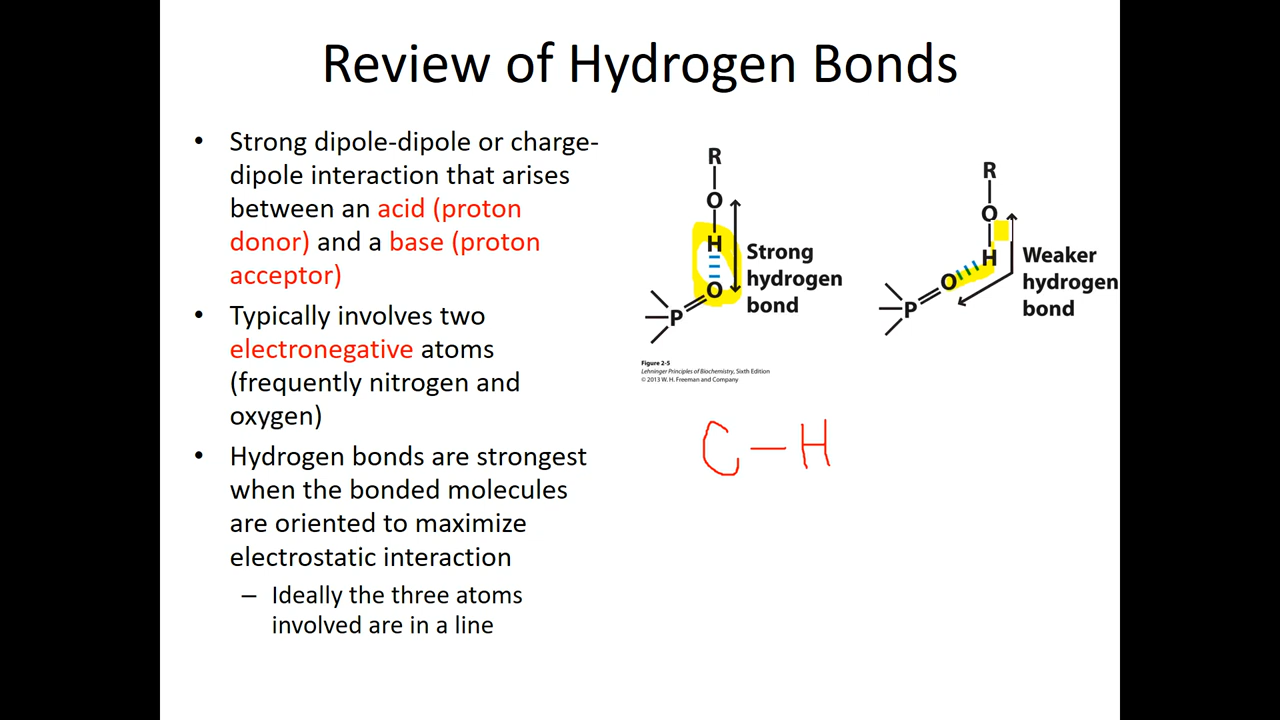 Review of Hydrogen Bonds
• Strong dipole-dipole or charge-
dipole interaction that arises
between an acid (proton
donor) and a base (proton
acceptor)
• Typically involves two
electronegative atoms
(frequently nitrogen and
oxygen)
• Hydrogen bonds are strongest
when the bonded molecules
are oriented to maximize
electrostatic interaction
– Ideally the three atoms
involved are in a line
R
O
H
O
P
Strong
hydrogen
bond
R
O
H
O
P
Weaker
hydrogen
bond
Figure 2-5
Lehninger Principles of Biochemistry, Sixth Edition
© 2013 W. H. Freeman and Company
C – H